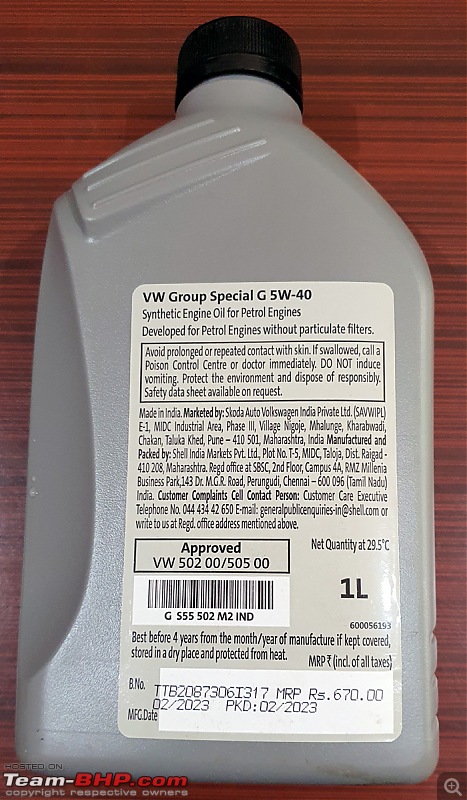 VW Group Special G 5W-40
Synthetic Engine Oil for Petrol Engines
Developed for Petrol Engines without particulate filters.
Avoid prolonged or repeated contact with skin. If swallowed, call a
Poison Control Centre or doctor immediately. DO NOT induce
vomiting. Protect the environment and dispose of responsibly.
Safety data sheet available on request.
Made in India. Marketed by: Skoda Auto Volkswagen India Private Ltd. (SAVWIPL)
E-1, MIDC Industrial Area, Phase III, Village Nigoje, Mhalunge, Kharabwadi,
Chakan, Taluka Khed, Pune – 410 501, Maharashtra, India Manufactured and
Packed by: Shell India Markets Pvt. Ltd., Plot No. T-5, MIDC, Taloja, Dist. Raigad -
410 208, Maharashtra. Regd office at SBSC, 2nd Floor, Campus 4A, RMZ Millenia
Business Park,143 Dr. M.G.R. Road, Perungudi, Chennai – 600 096 (Tamil Nadu)
India. Customer Complaints Cell Contact Person: Customer Care Executive
Telephone No. 044 434 42 650 E-mail: generalpublicenquiries-in@shell.com or
write to us at Regd. office address mentioned above.
Approved
VW 502 00/505 00
Net Quantity at 29.5°C
1L
G S55 502 M2 IND
600056193
Best before 4 years from the month/year of manufacture if kept covered,
stored in a dry place and protected from heat.
MRP ₹ (incl. of all taxes)
B.No. TTB2087306I317 MRP Rs.670.00
MFG.Date 02/2023 PKD:02/2023
HOSTED ON
Team-BHP.com
copyright respective owners